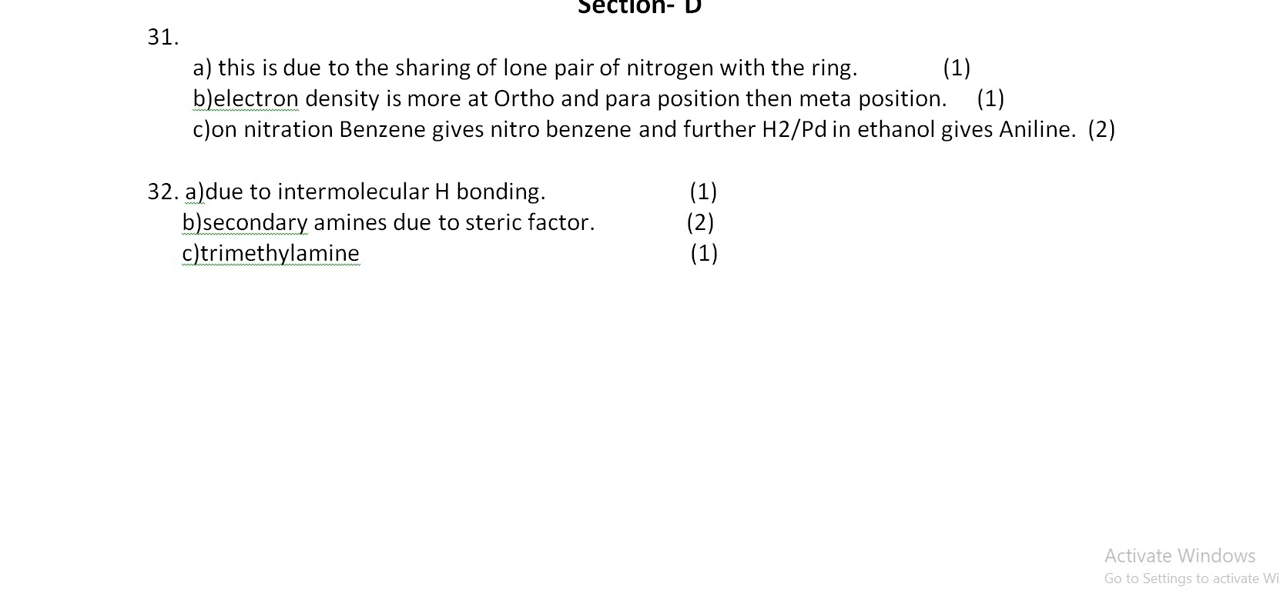 Section- D
31.
a) this is due to the sharing of lone pair of nitrogen with the ring. (1)
b)electron density is more at Ortho and para position then meta position. (1)
c)on nitration Benzene gives nitro benzene and further H2/Pd in ethanol gives Aniline. (2)
32. a)due to intermolecular H bonding. (1)
b)secondary amines due to steric factor. (2)
c)trimethylamine (1)
Activate Windows
Go to Settings to activate Wi